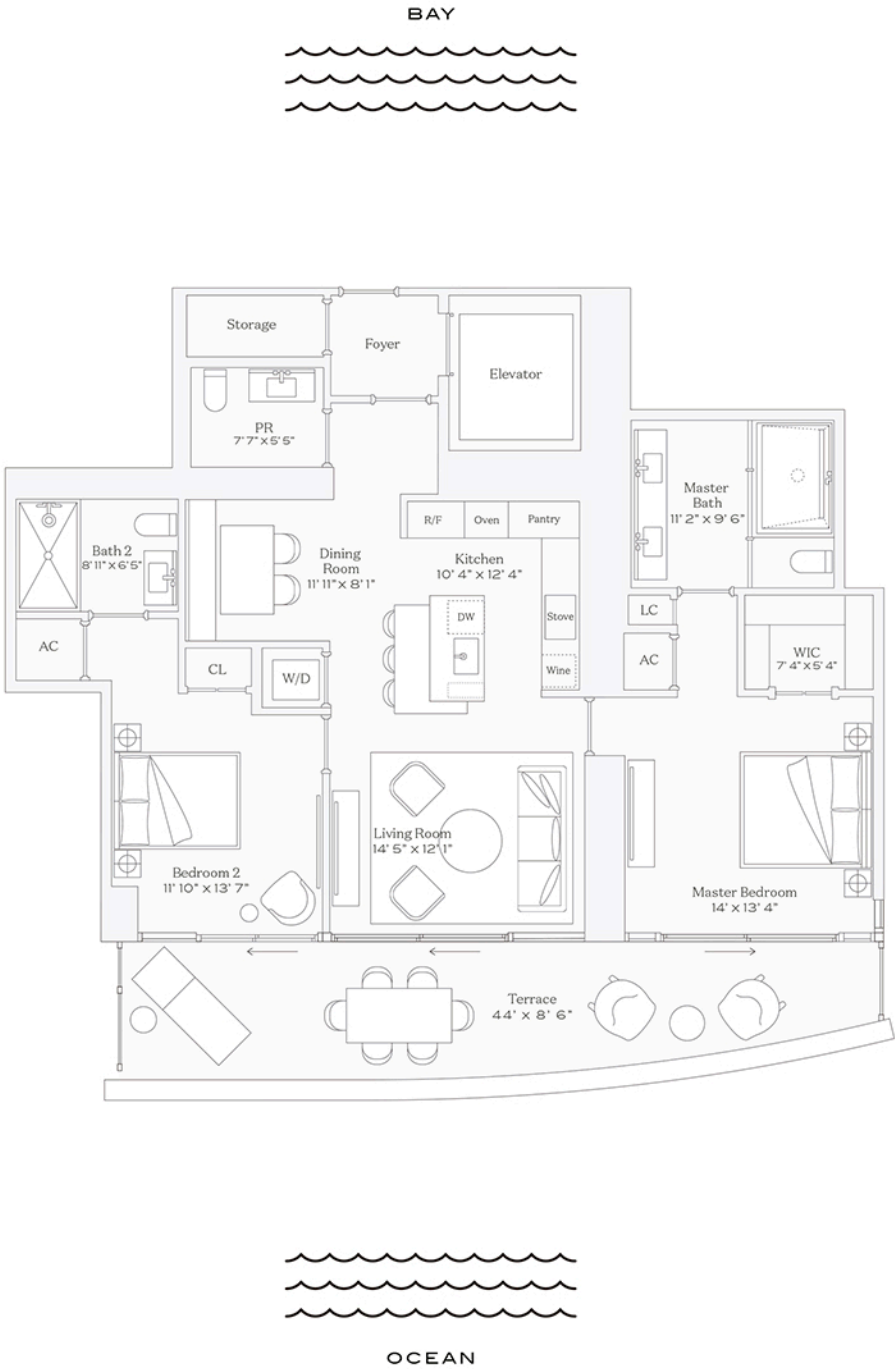 BAY
Storage
Foyer
Elevator
PR
7' 7" x 5' 5"
Master
Bath
11' 2" x 9' 6"
R/F
Oven
Pantry
Bath 2
8' 11" x 6' 5"
Dining
Room
11' 11" x 8' 1"
Kitchen
10' 4" x 12' 4"
DW
Stove
LC
AC
CL
W/D
Wine
AC
WIC
7' 4" x 5' 4"
Living Room
14' 5" x 12' 1"
Bedroom 2
11' 10" x 13' 7"
Master Bedroom
14' x 13' 4"
Terrace
44' x 8' 6"
OCEAN